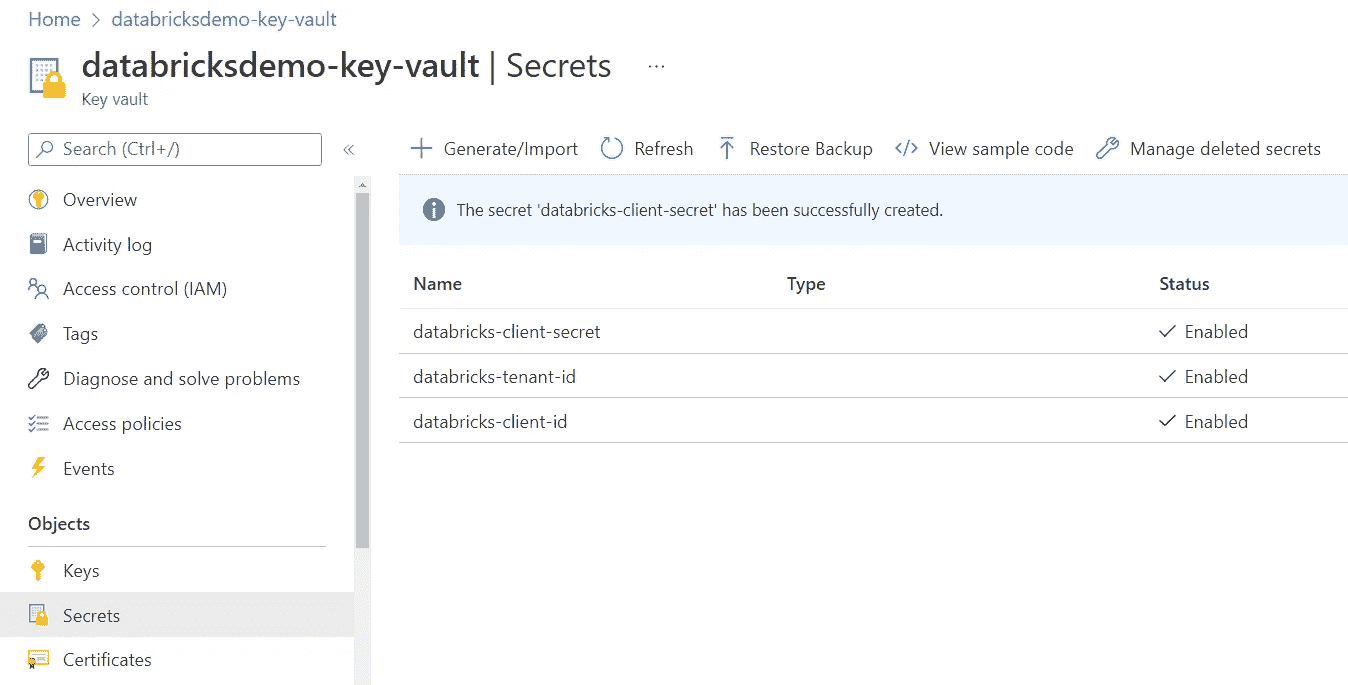 Home > databricksdemo-key-vault
databricksdemo-key-vault | Secrets ...
Key vault
Search (Ctrl+/)
«
Overview
Activity log
Access control (IAM)
Tags
Diagnose and solve problems
Access policies
Events
Objects
Keys
Secrets
Certificates
Generate/Import Refresh Restore Backup View sample code Manage deleted secrets
The secret 'databricks-client-secret' has been successfully created.
Name Type Status
databricks-client-secret Enabled
databricks-tenant-id Enabled
databricks-client-id Enabled